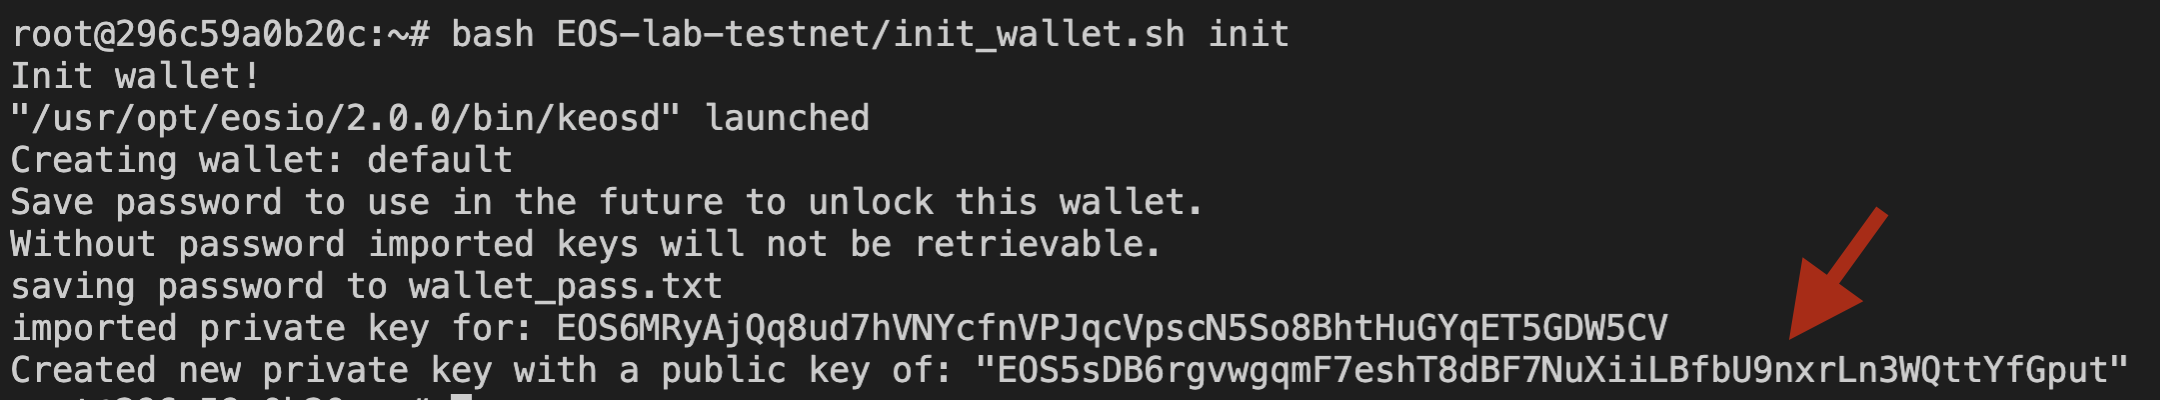 root@296c59a0b20c:~# bash EOS-lab-testnet/init_wallet.sh init
Init wallet!
"/usr/opt/eosio/2.0.0/bin/keosd" launched
Creating wallet: default
Save password to use in the future to unlock this wallet.
Without password imported keys will not be retrievable.
saving password to wallet_pass.txt
imported private key for: EOS6MRyAjQq8ud7hVNYcfnVPJqcVpscN5So8BhtHuGYqET5GDW5CV
Created new private key with a public key of: "EOS5sDB6rgvwgqmF7eshT8dBF7NuXiiLBfbU9nxrLn3WQttYfGput"